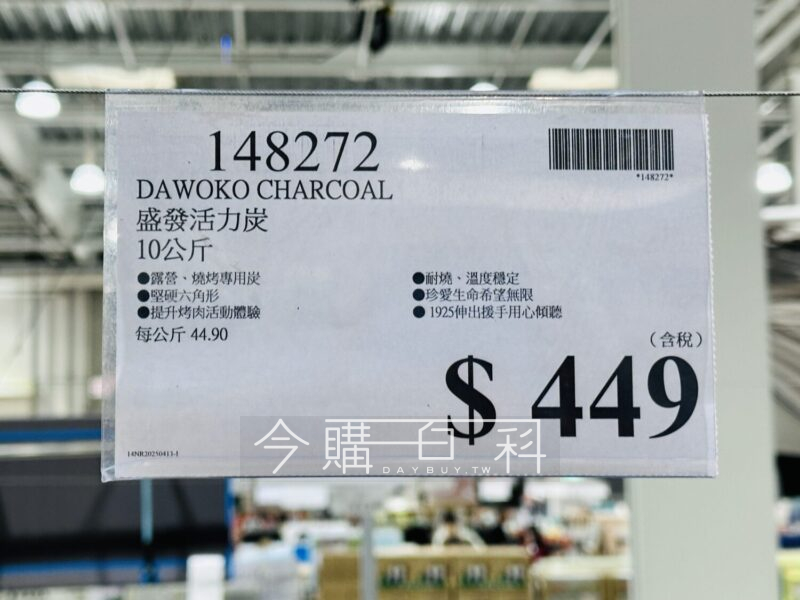 148272
*148272*
DAWOKO CHARCOAL
盛發活力炭
10公斤
●露營、燒烤專用炭
●堅硬六角形
●提升烤肉活動體驗
●耐燒、溫度穩定
●珍愛生命希望無限
● 1925伸出援手用心傾聽
每公斤 44.90
(含稅)
$ 449
14NR20250413-1
今購百科
DAYBUY.TW